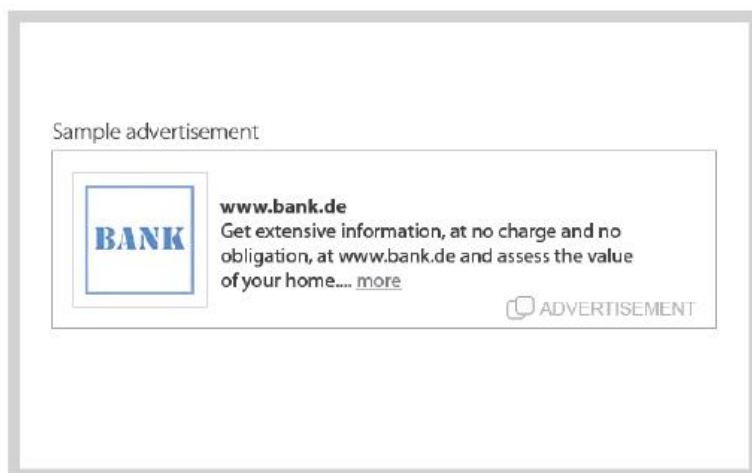 Sample advertisement
BANK
www.bank.de
Get extensive information, at no charge and no
obligation, at www.bank.de and assess the value
of your home.... more
ADVERTISEMENT